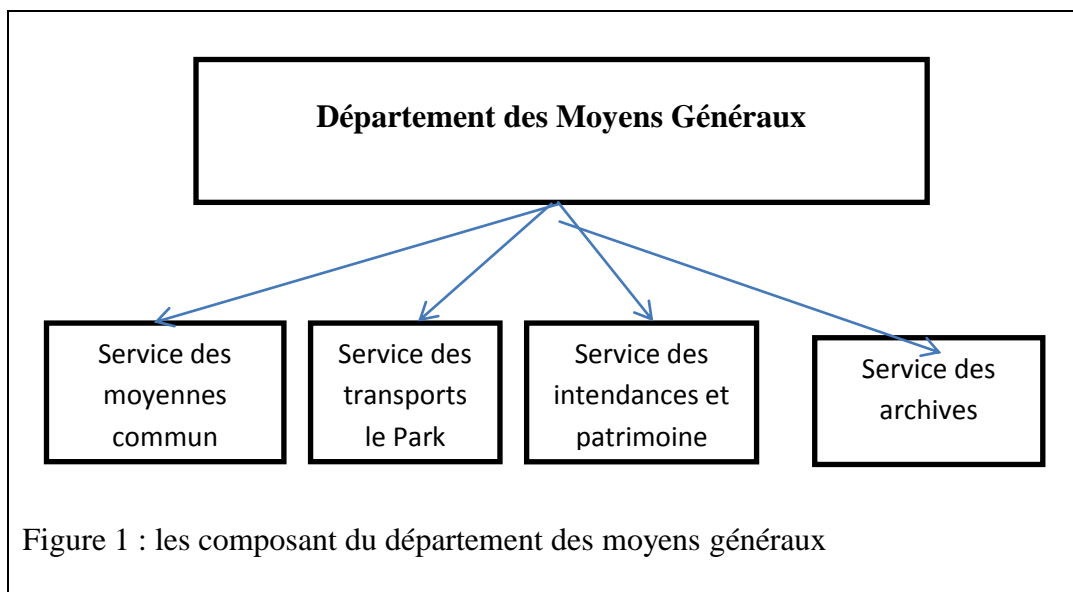 Département des Moyens Généraux
Service des
moyennes
commun
Service des
transports
le Park
Service des
intendances et
patrimoine
Service des
archives
Figure 1 : les composant du département des moyens généraux